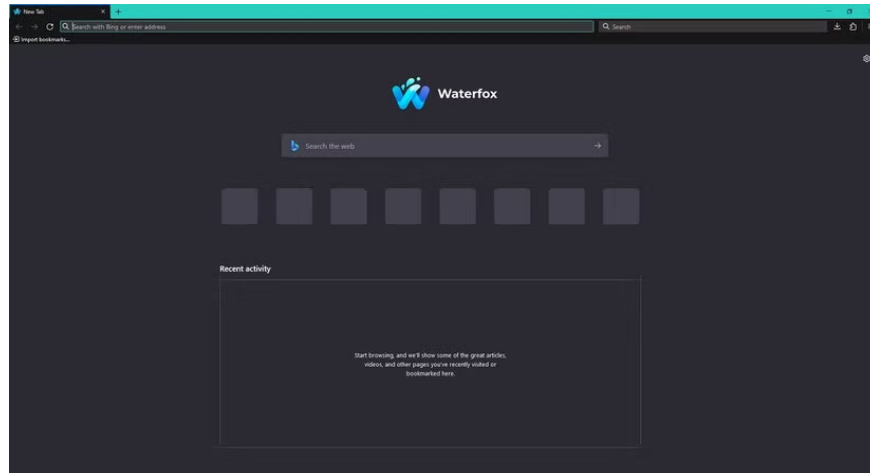 New Tab
Search with Bing or enter address
Search
Import bookmarks...
Waterfox
Search the web
Recent activity
Start browsing, and we'll show some of the great articles,
videos, and other pages you've recently visited or
bookmarked here.